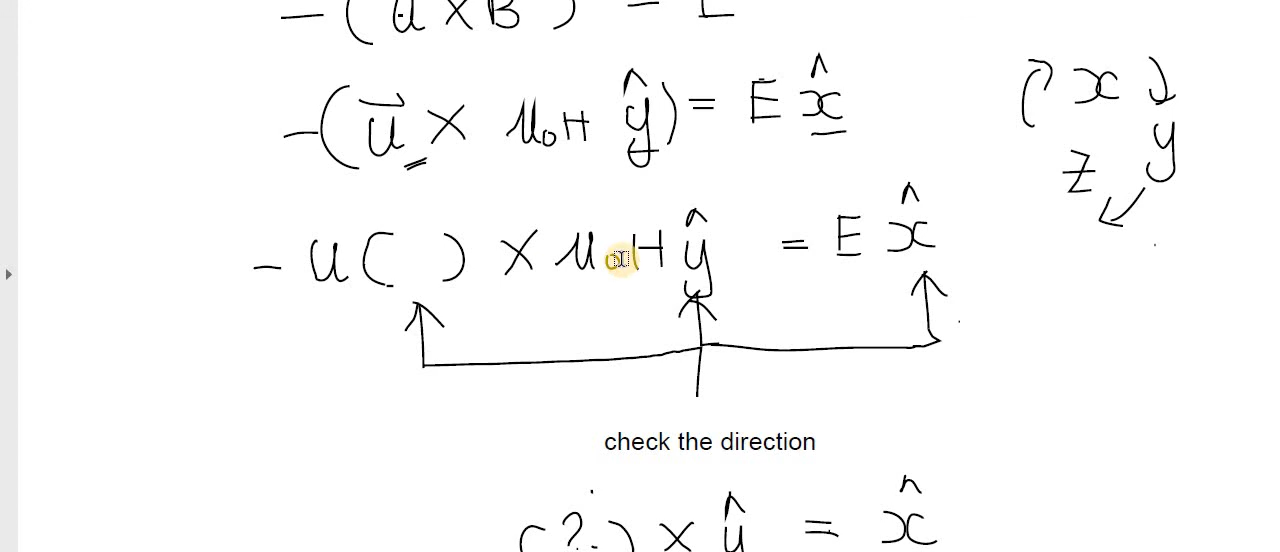 -(u × B) = E
-(u⃗ × μ₀H ŷ) = E x̂
x
y
z
-u( ) × μ₀H ŷ = E x̂
check the direction
(?) × ŷ = x̂